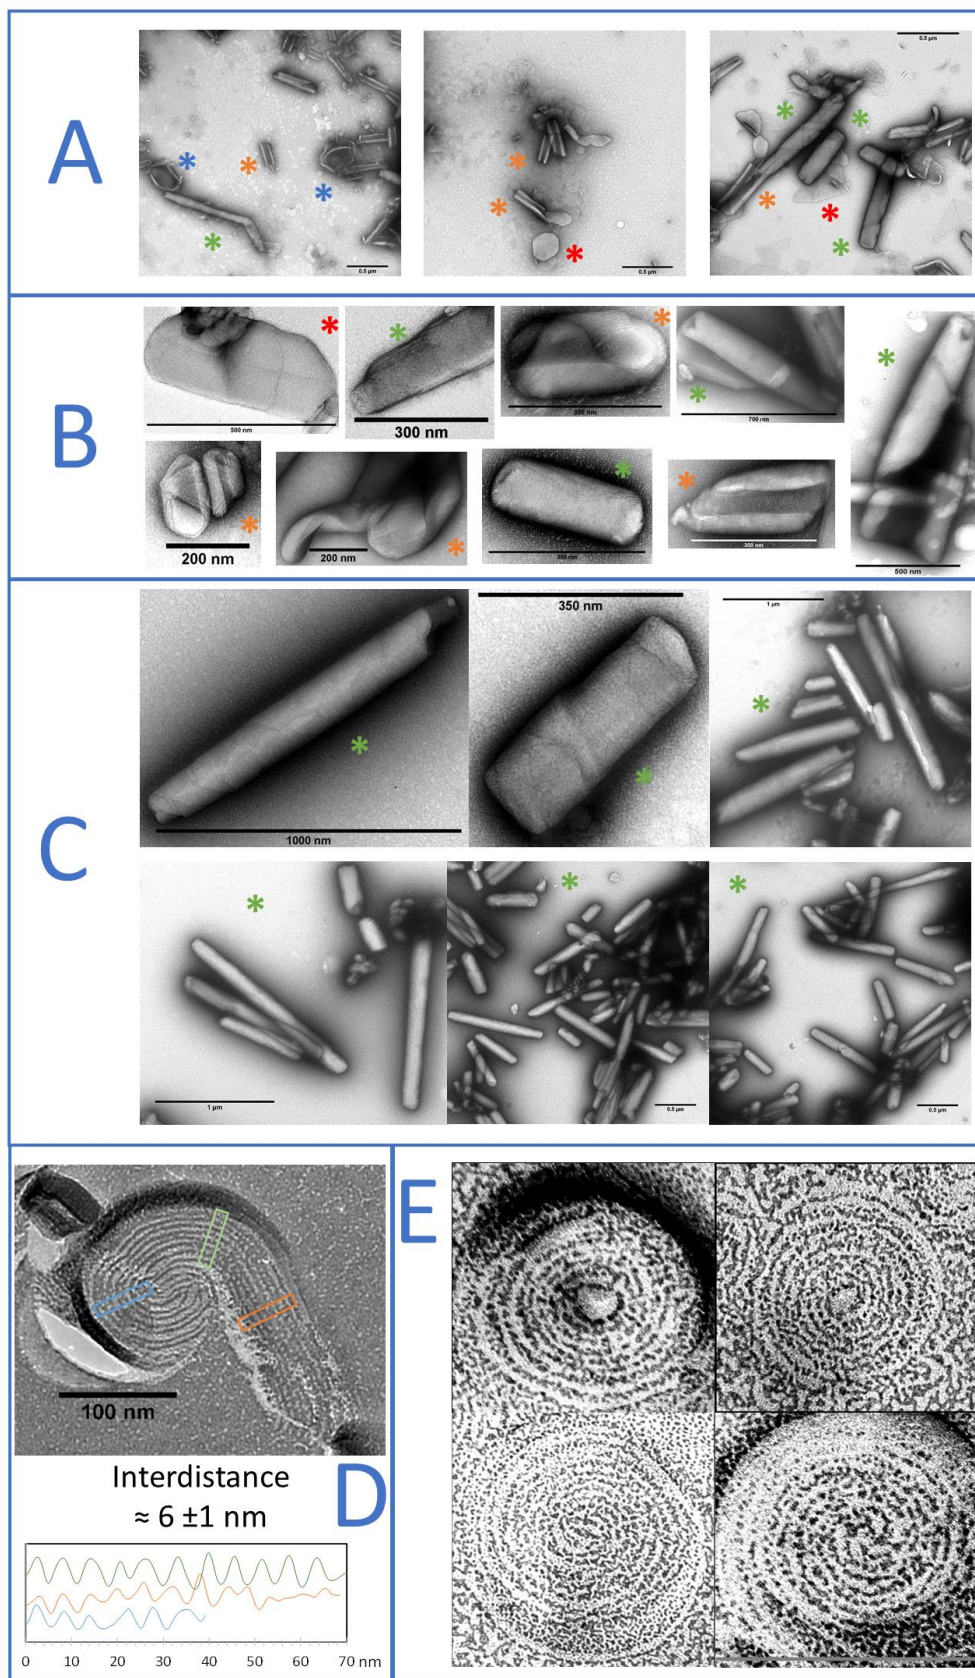 A
* * * *
0.5 µm
* * *
0.5 µm
0.5 µm
* * * * *
B
*
500 nm
*
300 nm
*
300 nm
*
700 nm
*
500 nm
*
200 nm
*
200 nm
*
350 nm
*
300 nm
C
*
1000 nm
350 nm
*
1 µm
*
*
1 µm
*
0.5 µm
*
0.5 µm
100 nm
Interdistance
≈ 6 ±1 nm
D
0 10 20 30 40 50 60 70 nm
E